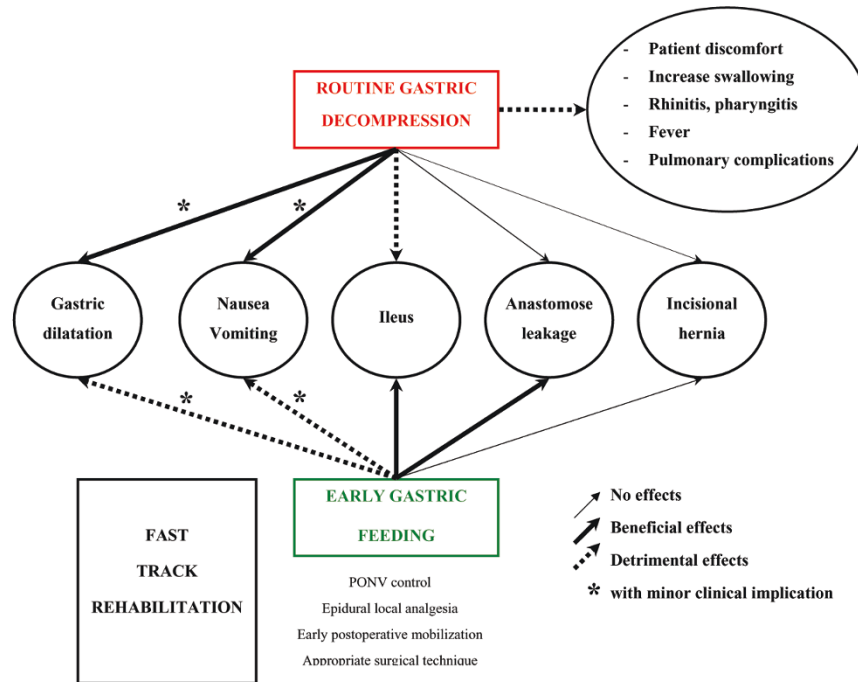 ROUTINE GASTRIC
DECOMPRESSION
- Patient discomfort
- Increase swallowing
- Rhinitis, pharyngitis
- Fever
- Pulmonary complications
*
*
Gastric
dilatation
Nausea
Vomiting
Ileus
Anastomose
leakage
Incisional
hernia
*
*
FAST
TRACK
REHABILITATION
EARLY GASTRIC
FEEDING
PONV control
Epidural local analgesia
Early postoperative mobilization
Appropriate surgical technique
No effects
Beneficial effects
Detrimental effects
* with minor clinical implication